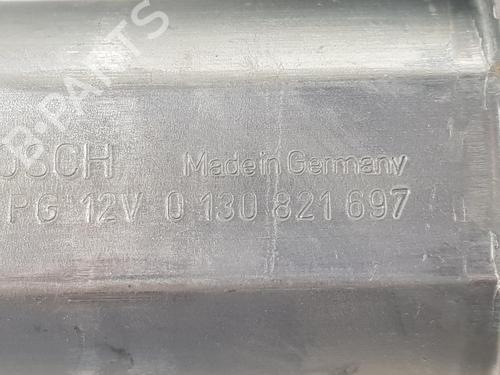 B-PARTS
OSCH Made in Germany
PG 12V 0 130 821 697